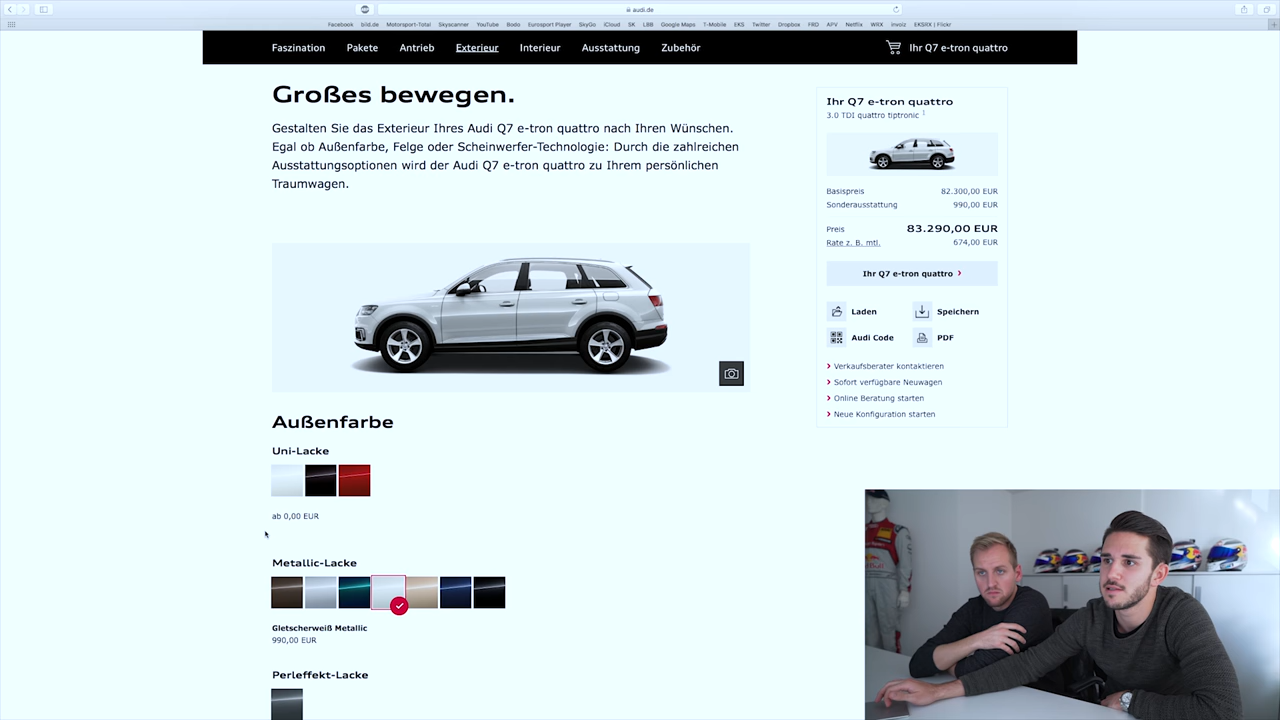 audi.de
Facebook bild.de Motorsport-Total Skyscanner YouTube Bodo Eurosport Player SkyGo iCloud SK LBB Google Maps T-Mobile EKS Twitter Dropbox FRD APV Netflix WRX invoiz EKSRX | Flickr
Faszination Pakete Antrieb Exterieur Interieur Ausstattung Zubehör Ihr Q7 e-tron quattro
Großes bewegen.
Gestalten Sie das Exterieur Ihres Audi Q7 e-tron quattro nach Ihren Wünschen.
Egal ob Außenfarbe, Felge oder Scheinwerfer-Technologie: Durch die zahlreichen
Ausstattungsoptionen wird der Audi Q7 e-tron quattro zu Ihrem persönlichen
Traumwagen.
Außenfarbe
Uni-Lacke
ab 0,00 EUR
Metallic-Lacke
Gletscherweiß Metallic
990,00 EUR
Perleffekt-Lacke
Ihr Q7 e-tron quattro
3.0 TDI quattro tiptronic 1
Basispreis 82.300,00 EUR
Sonderausstattung 990,00 EUR
Preis 83.290,00 EUR
Rate z. B. mtl. 674,00 EUR
Ihr Q7 e-tron quattro
Laden Speichern
Audi Code PDF
Verkaufsberater kontaktieren
Sofort verfügbare Neuwagen
Online Beratung starten
Neue Konfiguration starten